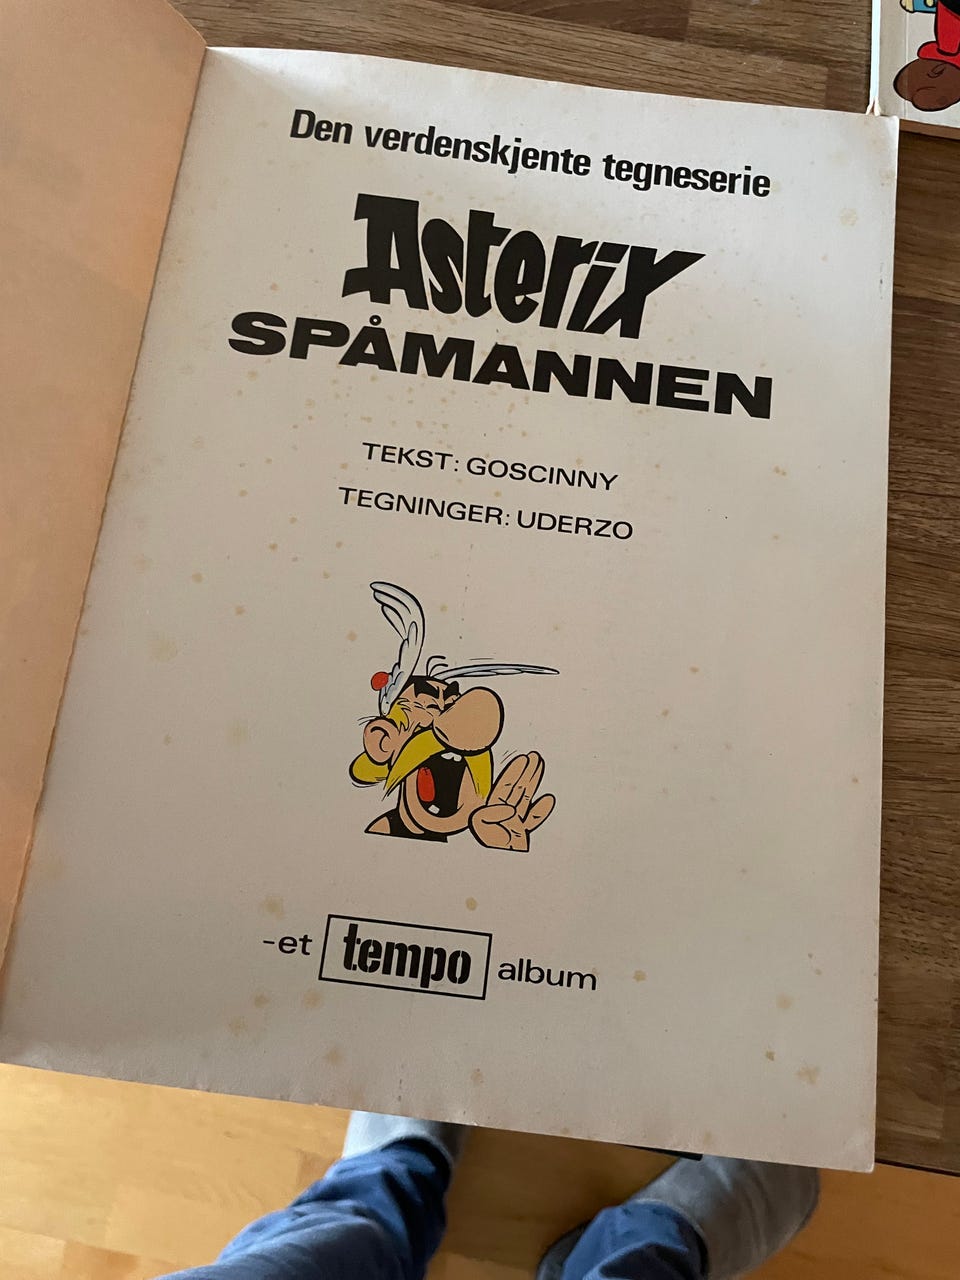 Den verdenskjente tegneserie
Asterix
SPÅMANNEN
TEKST: GOSCINNY
TEGNINGER: UDERZO
-et tempo album